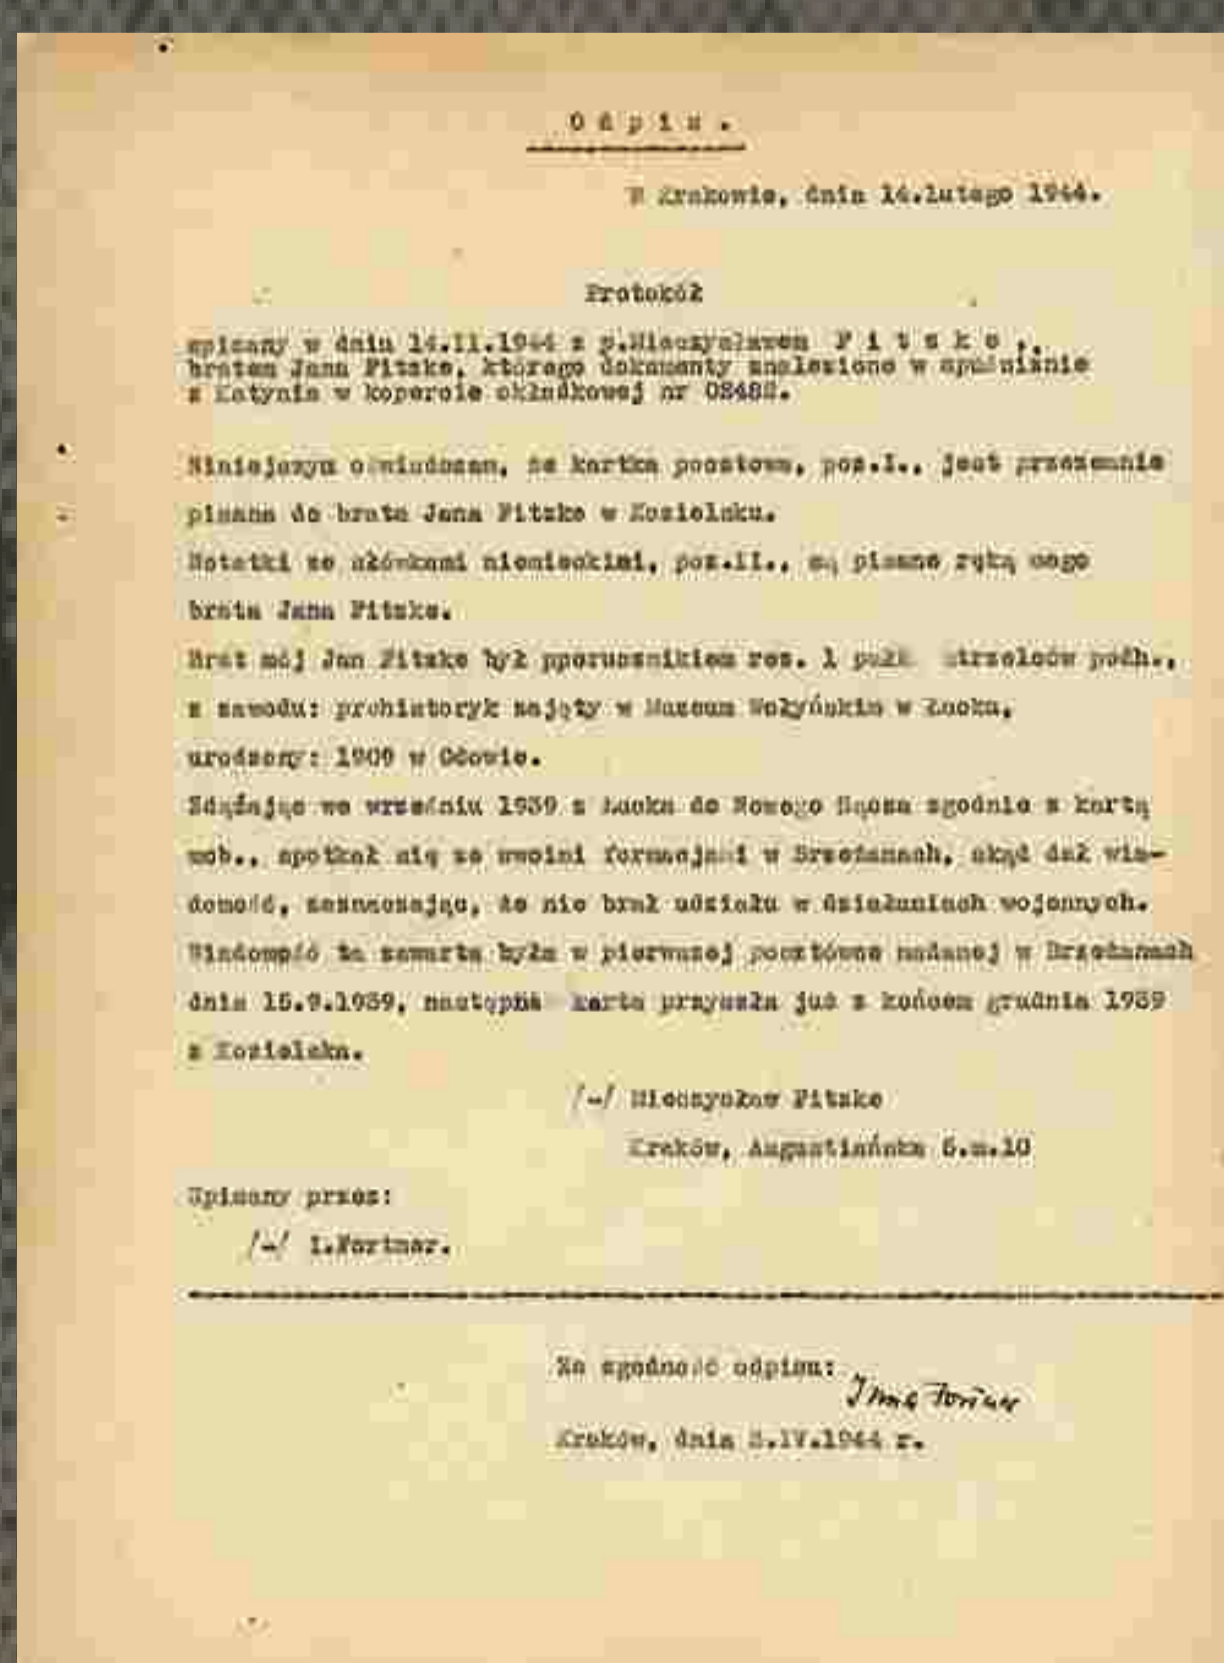 O d p i s .
W Krakowie, dnia 14.lutego 1944.
Protokół
spisany w dniu 14.II.1944 z p.Mieczysławem F i t z k e ,
bratem Jana Fitzke, którego dokumenty znalezione w spuściźnie
z Katynia w kopercie okładkowej nr
Niniejszym oświadczam, że kartka pocztowa, poz.I., jest przezemnie
pisana do brata Jana Fitzke w Kozielsku.
Notatki ze słówkami niemieckimi, poz.II., są pisane ręką mego
brata Jana Fitzke.
Brat mój Jan Fitzke był pporucznikiem rez. 1 pułk strzelców podh.,
z zawodu: prehistoryk zajęty w Muzeum Wołyńskim w Łucku,
urodzony: 1909 w Gdowie.
Zdążając we wrześniu 1939 z Łucka do Nowego Sącza zgodnie z kartą
mob., spotkał się ze swoimi formacjami w Brzeżanach, skąd dał wia-
domość, zaznaczając, że nie brał udziału w działaniach wojennych.
Wiadomość ta zawarta była w pierwszej pocztówce nadanej w Brzeżanach
dnia 15.9.1939, następna karta przyszła już z końcem grudnia 1939
z Kozielska.
/-/ Mieczysław Fitzke
Kraków, Augustiańska 6.m.10
Spisany przez:
/-/ I.Fortner.
Za zgodność odpisu:
Irma Fortner
Kraków, dnia .IV.1944 r.